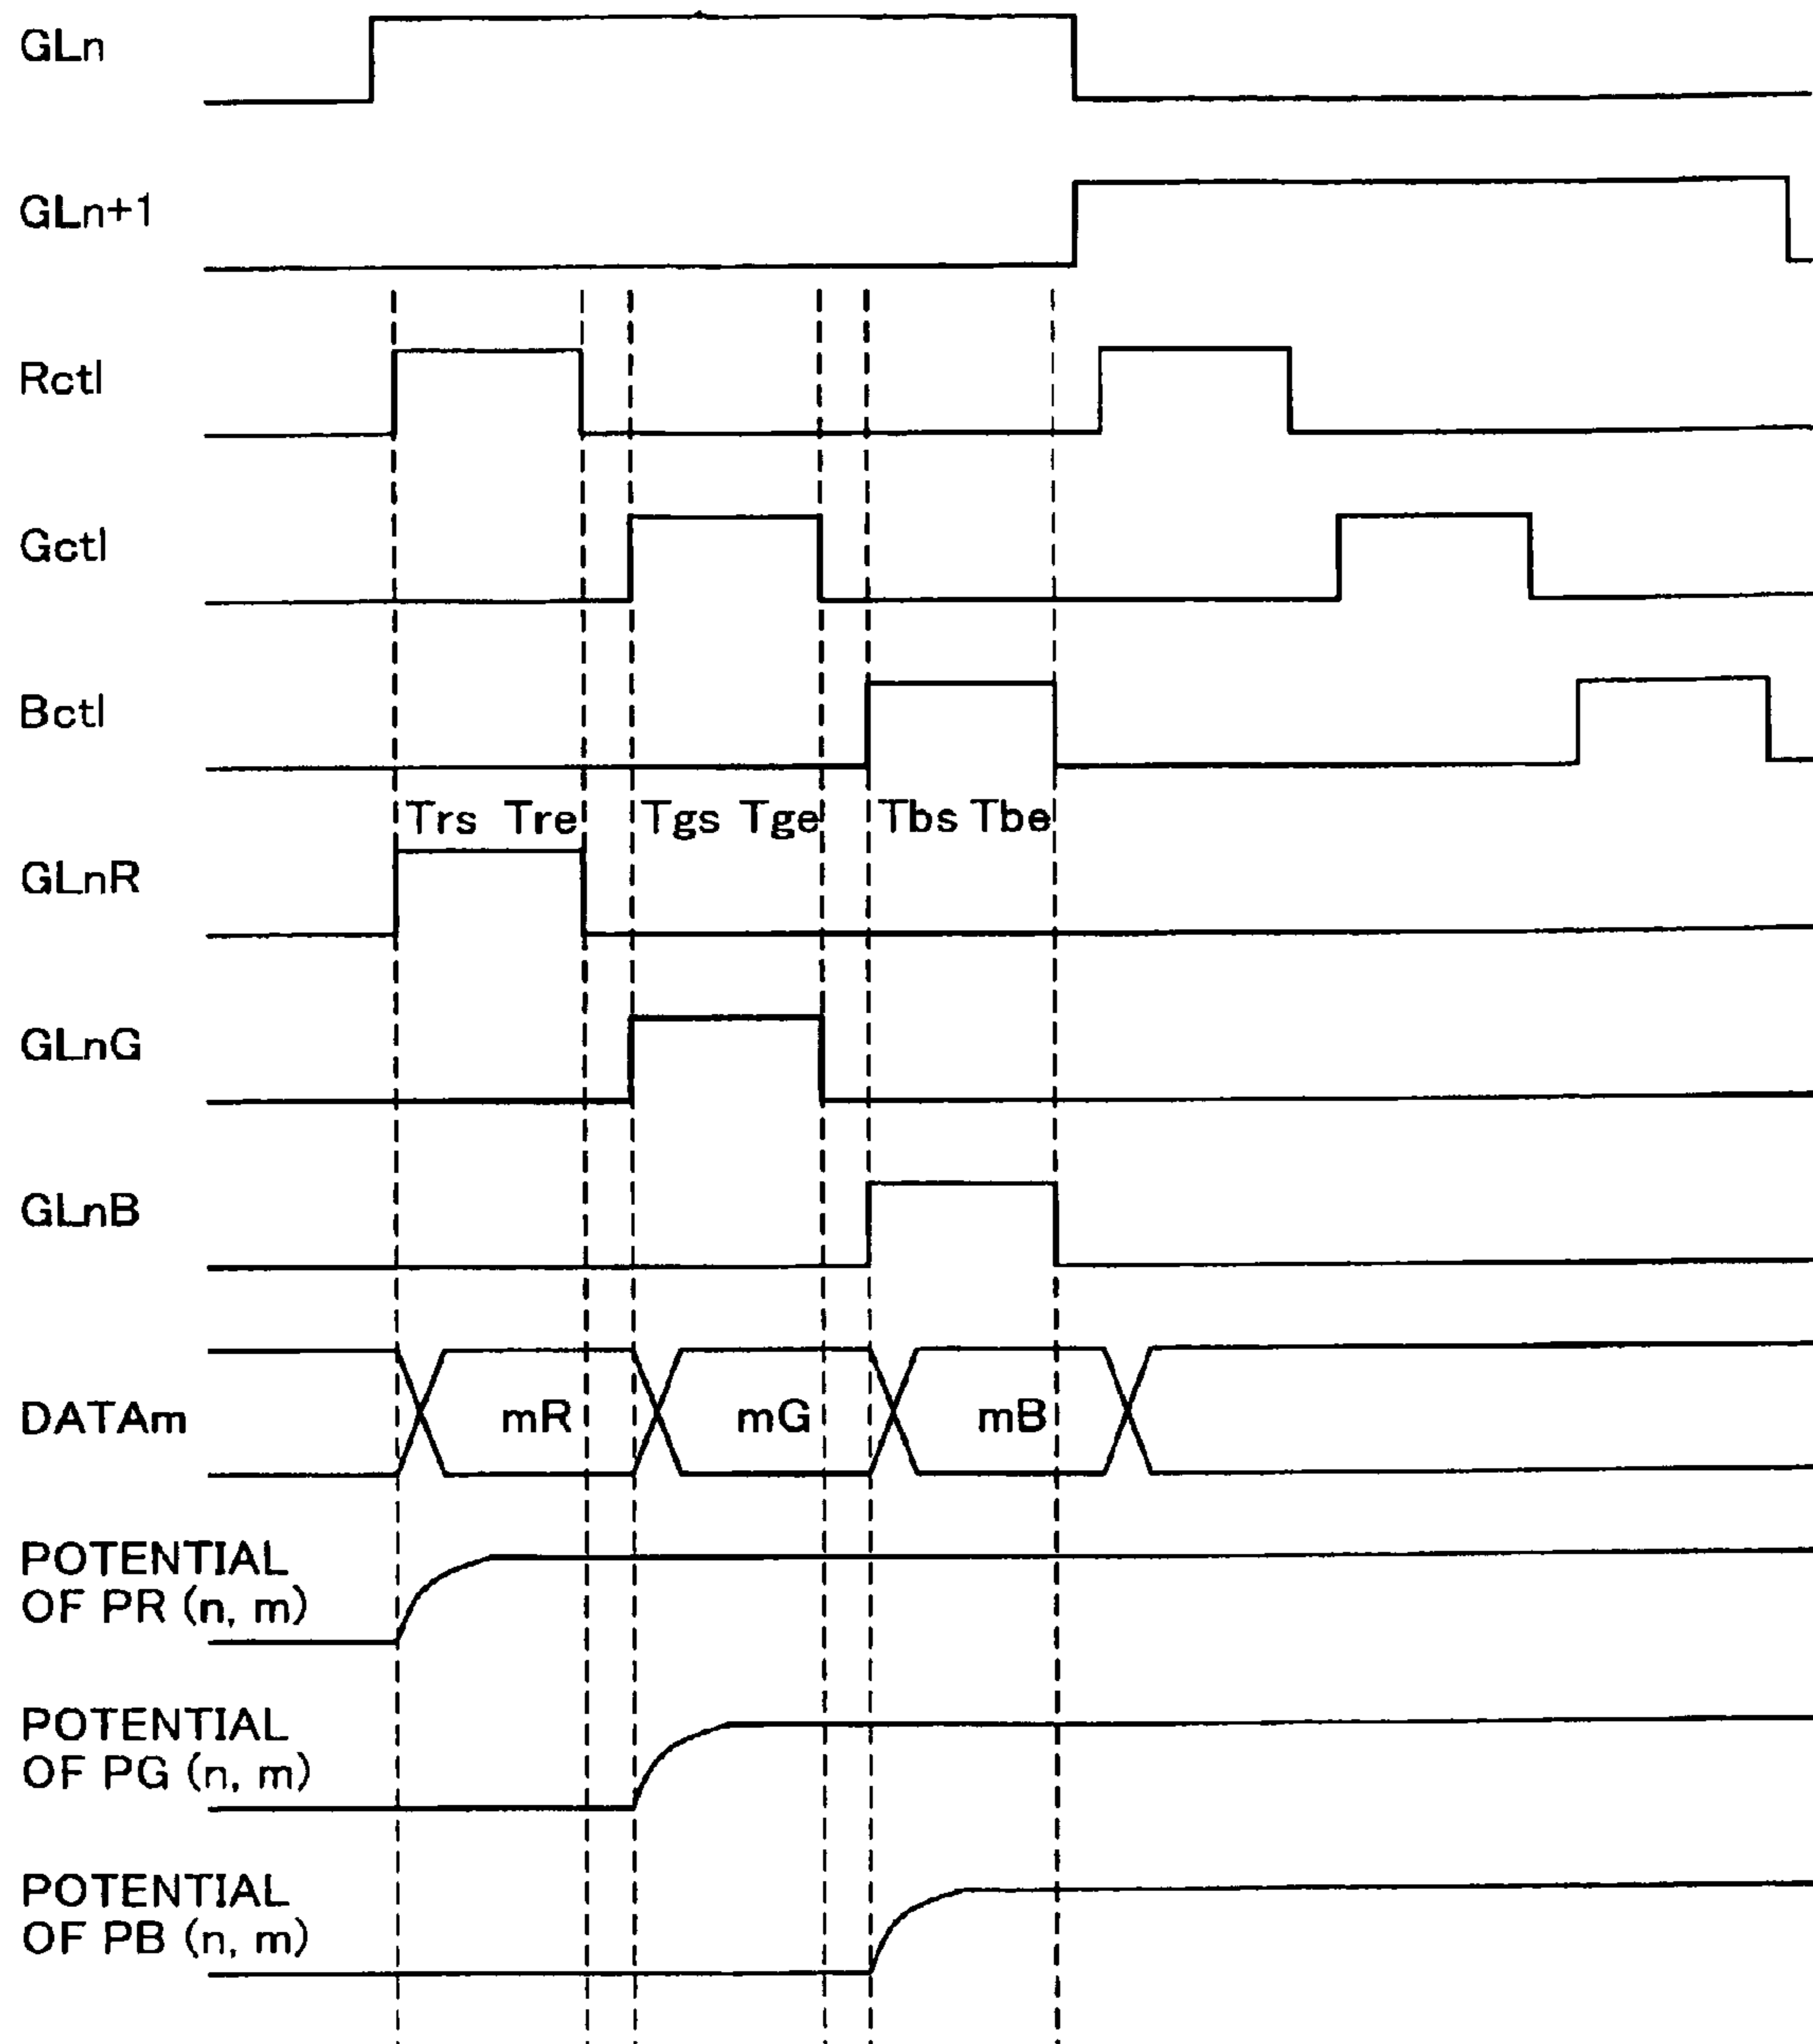 GLn
GLn+1
Rctl
Gctl
Bctl
Trs Tre Tgs Tge Tbs Tbe
GLnR
GLnG
GLnB
DATAm mR mG mB
POTENTIAL
OF PR (n, m)
POTENTIAL
OF PG (n, m)
POTENTIAL
OF PB (n, m)